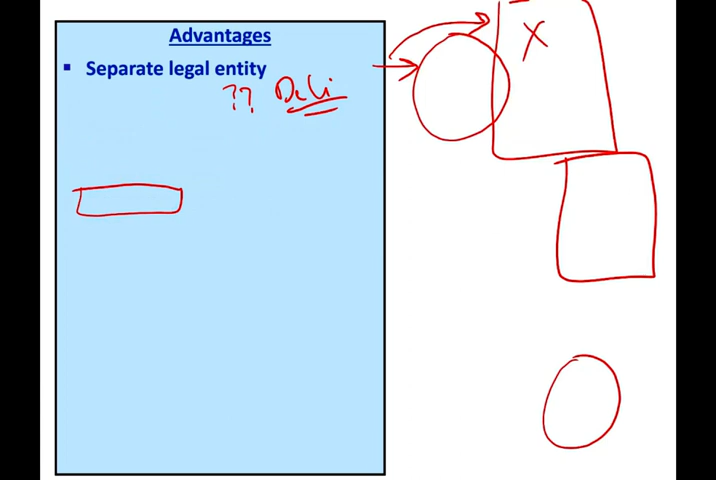 Advantages
▪ Separate legal entity
??
X